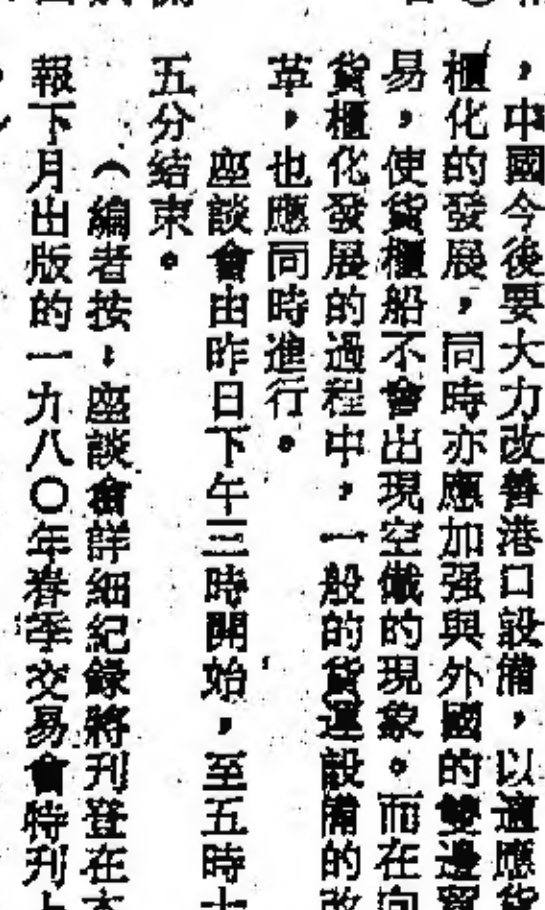 ，中國今後要大力改善港口設備，以適應貨
櫃化的發展，同時亦應加强與外國的雙邊貿
易，使貨櫃船不會出現空儎的現象。而在向
貨櫃化發展的過程中，一般的貨運設備的改
革，也應同時進行。
座談會由昨日下午三時開始，至五時十
五分結束。
（編者按：座談會詳細紀錄將刊登在本
報下月出版的一九八〇年春季交易會特刊上